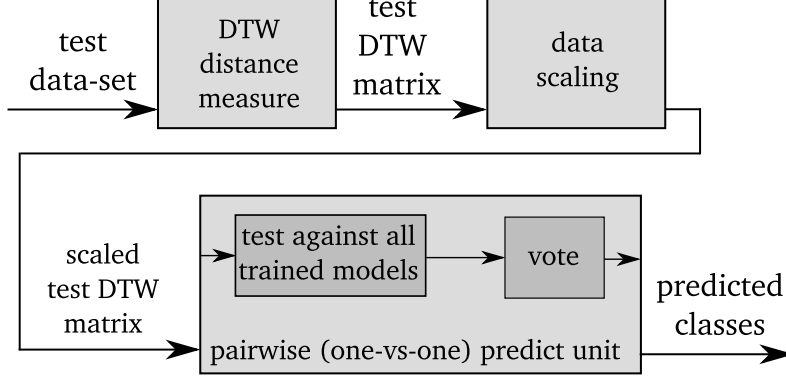 test
data-set
DTW
distance
measure
test
DTW
matrix
data
scaling
scaled
test DTW
matrix
test against all
trained models
vote
pairwise (one-vs-one) predict unit
predicted
classes